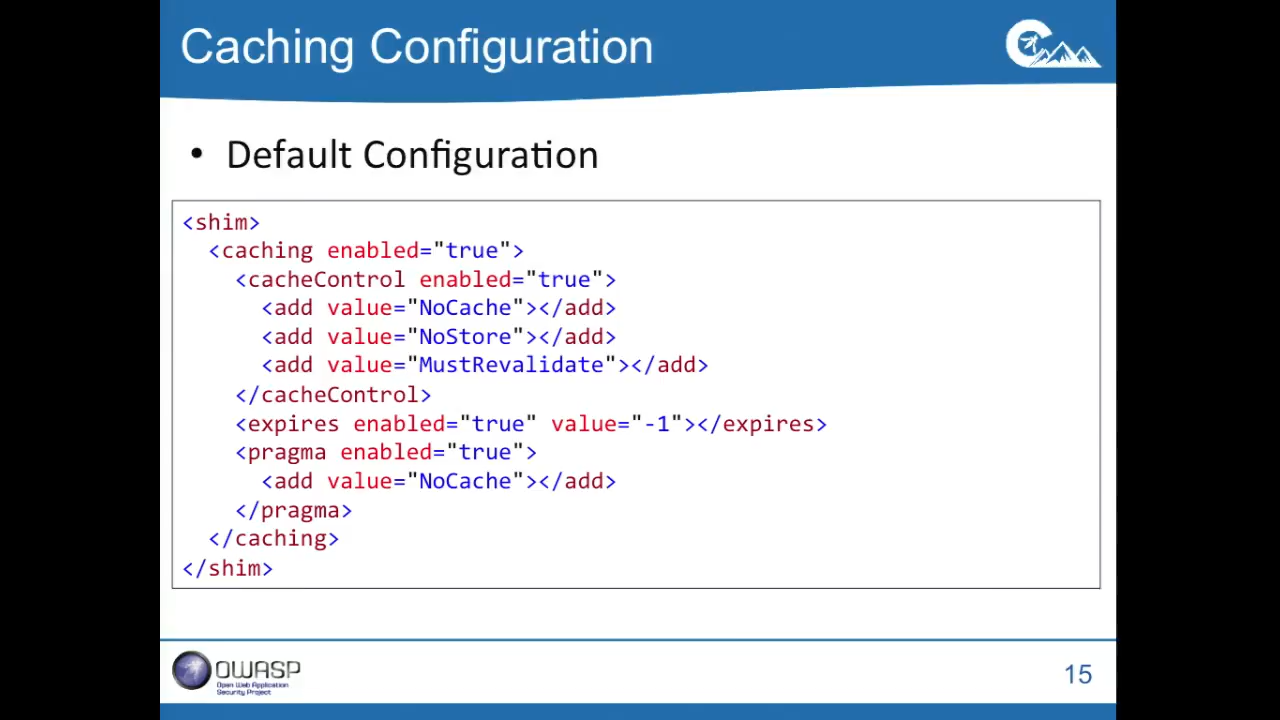 Caching Configuration
• Default Configuration
<shim>
  <caching enabled="true">
    <cacheControl enabled="true">
      <add value="NoCache"></add>
      <add value="NoStore"></add>
      <add value="MustRevalidate"></add>
    </cacheControl>
    <expires enabled="true" value="-1"></expires>
    <pragma enabled="true">
      <add value="NoCache"></add>
    </pragma>
  </caching>
</shim>
OWASP
Open Web Application
Security Project
15